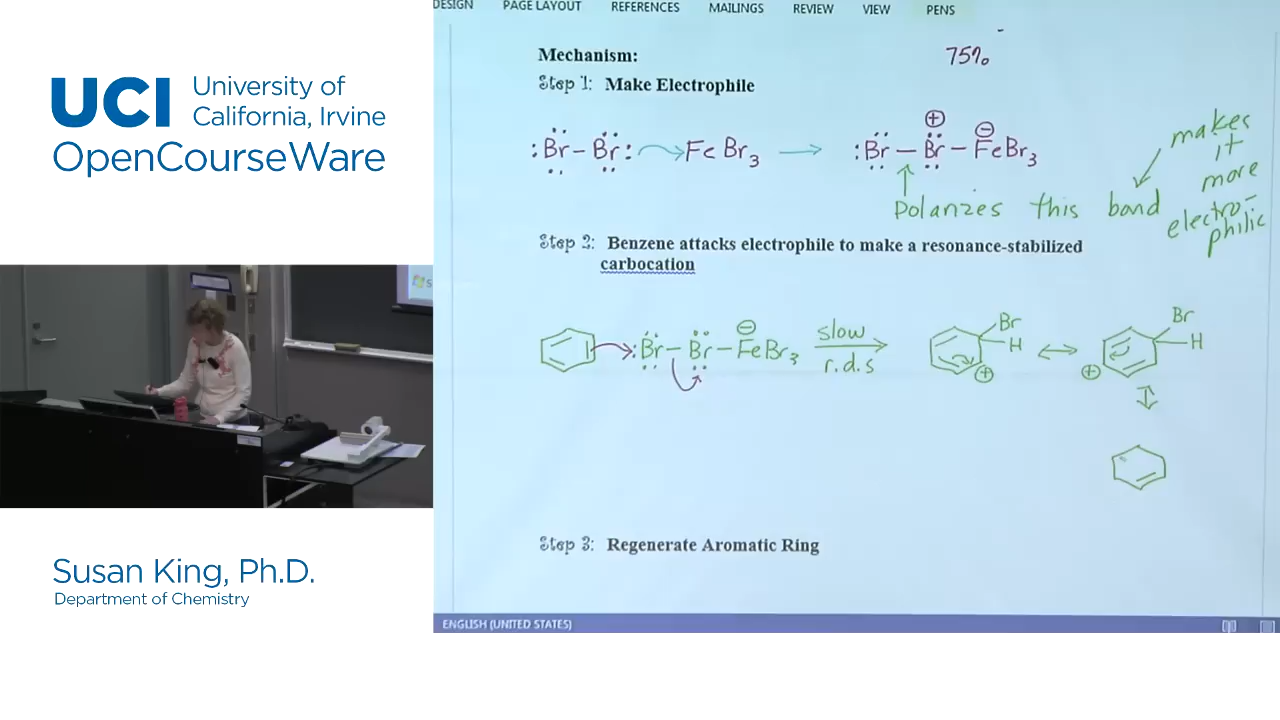 UCI University of
California, Irvine
OpenCourseWare
Susan King, Ph.D.
Department of Chemistry
DESIGN PAGE LAYOUT REFERENCES MAILINGS REVIEW VIEW PENS
75%
Mechanism:
Step 1: Make Electrophile
:Br – Br: → FeBr3 → :Br – Br – FeBr3
⊕ ⊖
makes
it
more
electro-
philic
Polarizes this bond
Step 2: Benzene attacks electrophile to make a resonance-stabilized
carbocation
:Br – Br – FeBr3
⊖
slow
r.d.s
Br
H
⊕
Br
H
⊕
Step 3: Regenerate Aromatic Ring
ENGLISH (UNITED STATES)